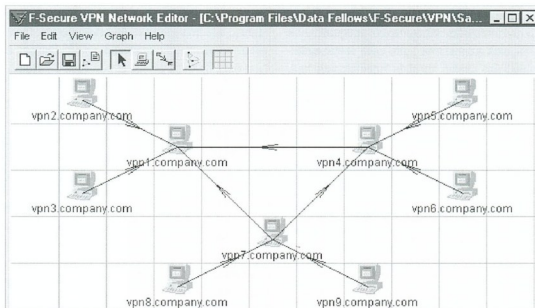 F-Secure VPN Network Editor - [C:\Program Files\Data Fellows\F-Secure\VPN\Sa...
File Edit View Graph Help
vpn2.company.com
vpn5.company.com
vpn1.company.com
vpn4.company.com
vpn3.company.com
vpn6.company.com
vpn7.company.com
vpn8.company.com
vpn9.company.com